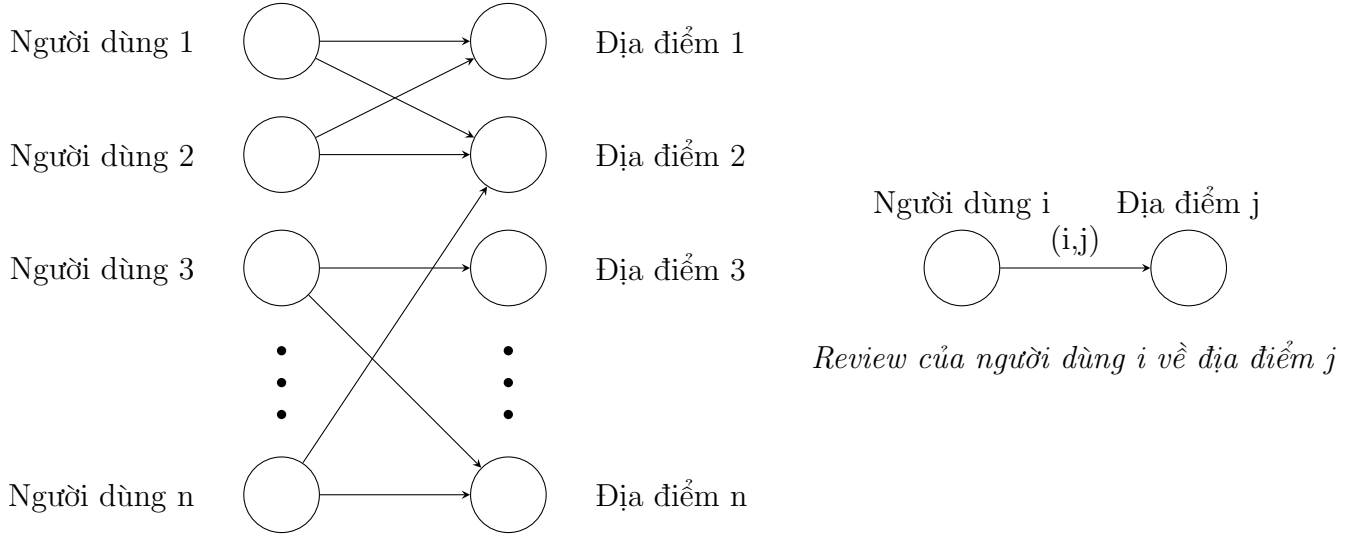 Người dùng 1
Địa điểm 1
Người dùng 2
Địa điểm 2
Người dùng 3
Địa điểm 3
Người dùng n
Địa điểm n
Người dùng i
Địa điểm j
(i,j)
Review của người dùng i về địa điểm j